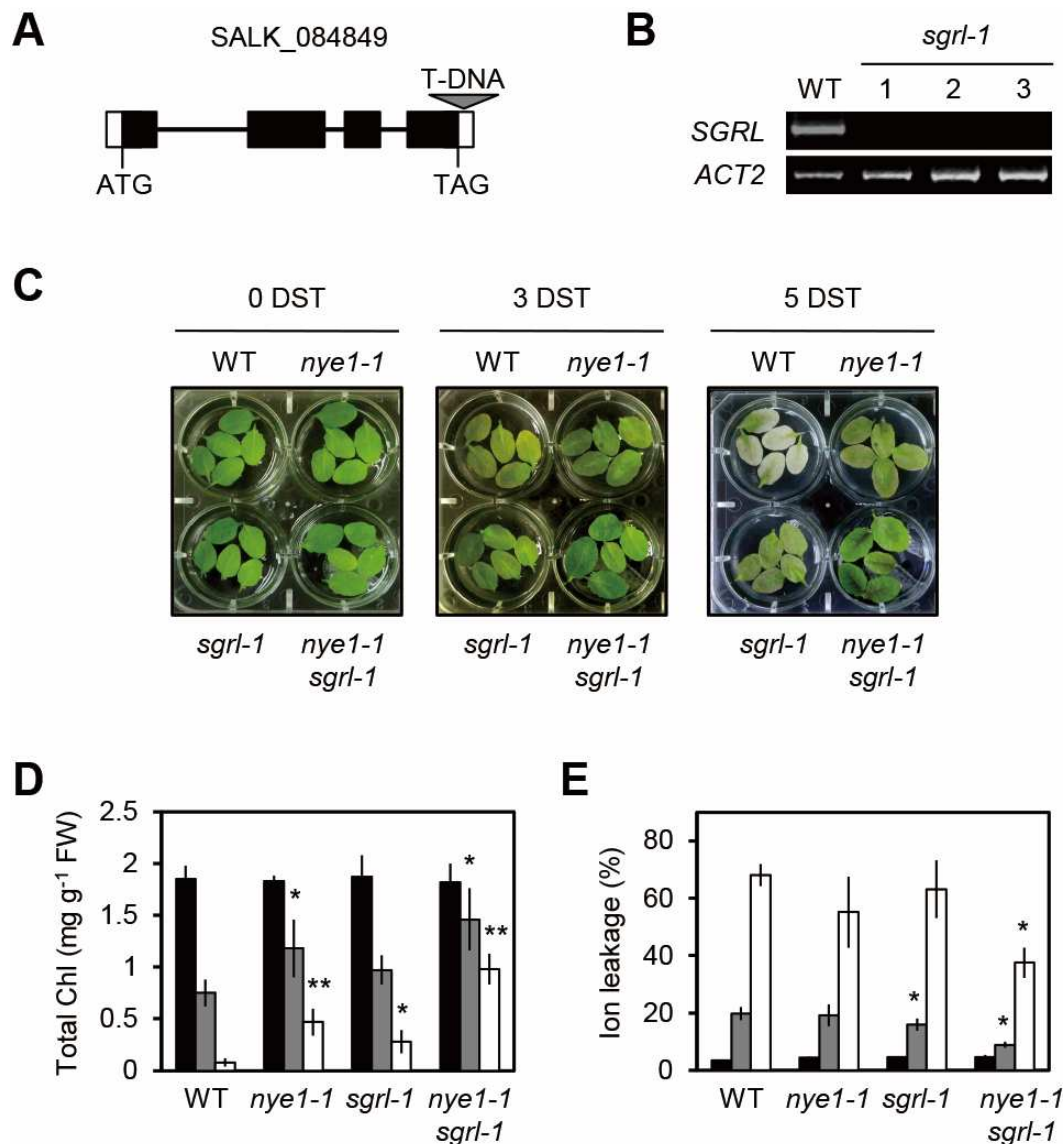 A
SALK_084849
T-DNA
ATG
TAG
B
sgrl-1
WT 1 2 3
SGRL
ACT2
C
0 DST
3 DST
5 DST
WT nye1-1
WT nye1-1
WT nye1-1
sgrl-1 nye1-1 sgrl-1
sgrl-1 nye1-1 sgrl-1
sgrl-1 nye1-1 sgrl-1
D
Total Chl (mg g⁻¹ FW)
2.5
2
1.5
1
0.5
0
*
**
*
*
**
WT nye1-1 sgrl-1 nye1-1
sgrl-1
E
Ion leakage (%)
80
60
40
20
0
*
*
*
WT nye1-1 sgrl-1 nye1-1
sgrl-1